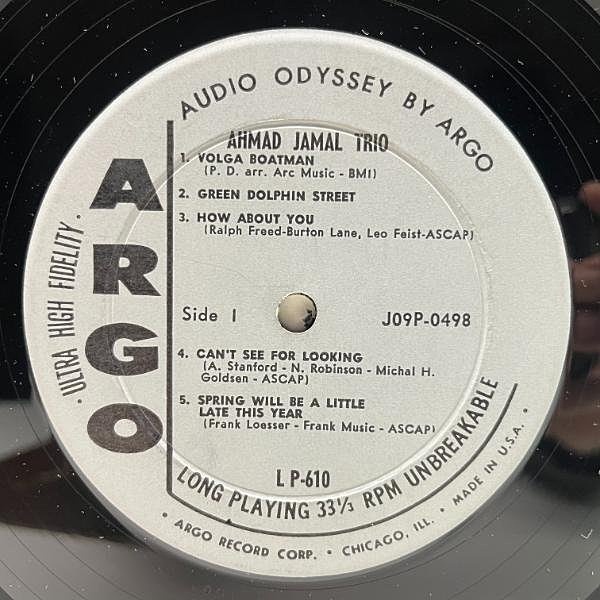 AUDIO ODYSSEY BY ARGO
ARGO
· ULTRA HIGH FIDELITY ·
AHMAD JAMAL TRIO
1. VOLGA BOATMAN
(P. D. arr. Arc Music - BMI)
2. GREEN DOLPHIN STREET
3. HOW ABOUT YOU
(Ralph Freed-Burton Lane, Leo Feist-ASCAP)
Side 1
J09P-0498
4. CAN'T SEE FOR LOOKING
(A. Stanford - N. Robinson - Michal H.
Goldsen - ASCAP)
5. SPRING WILL BE A LITTLE
LATE THIS YEAR
(Frank Loesser - Frank Music - ASCAP)
LP-610
LONG PLAYING 33⅓ RPM UNBREAKABLE
· ARGO RECORD CORP. · CHICAGO, ILL. · MADE IN U.S.A. ·